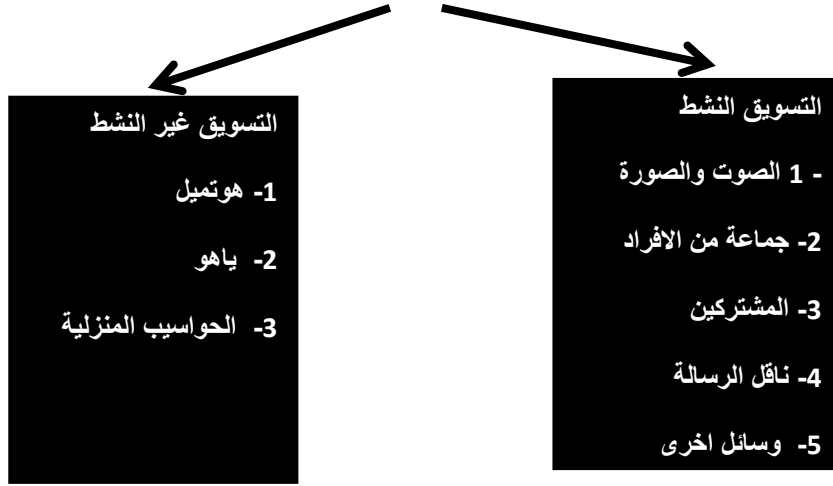 التسويق النشط
- 1 الصوت والصورة
2- جماعة من الافراد
3- المشتركين
4- ناقل الرسالة
5- وسائل اخرى
التسويق غير النشط
1- هوتميل
2- ياهو
3- الحواسيب المنزلية